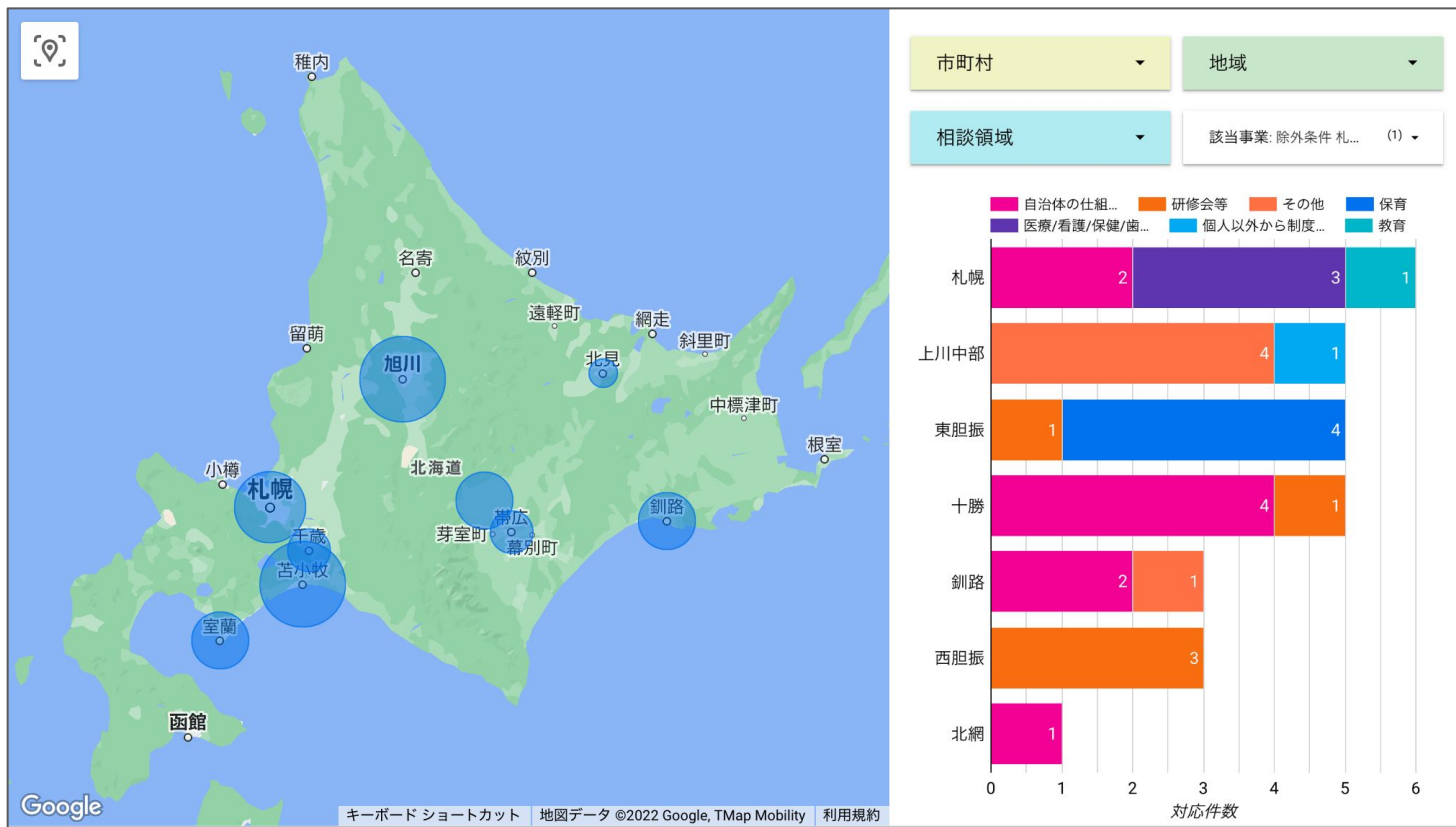 稚内
名寄
紋別
遠軽町
網走
斜里町
留萌
旭川
北見
中標津町
根室
北海道
小樽
札幌
釧路
帯広
芽室町
幕別町
千歳
苫小牧
室蘭
函館
Google
キーボード ショートカット 地図データ ©2022 Google, TMap Mobility 利用規約
市町村 地域
相談領域 該当事業: 除外条件 札... (1)
自治体の仕組... 研修会等 その他 保育
医療/看護/保健/歯... 個人以外から制度... 教育
札幌 2 3 1
上川中部 4 1
東胆振 1 4
十勝 4 1
釧路 2 1
西胆振 3
北網 1
0 1 2 3 4 5 6
対応件数